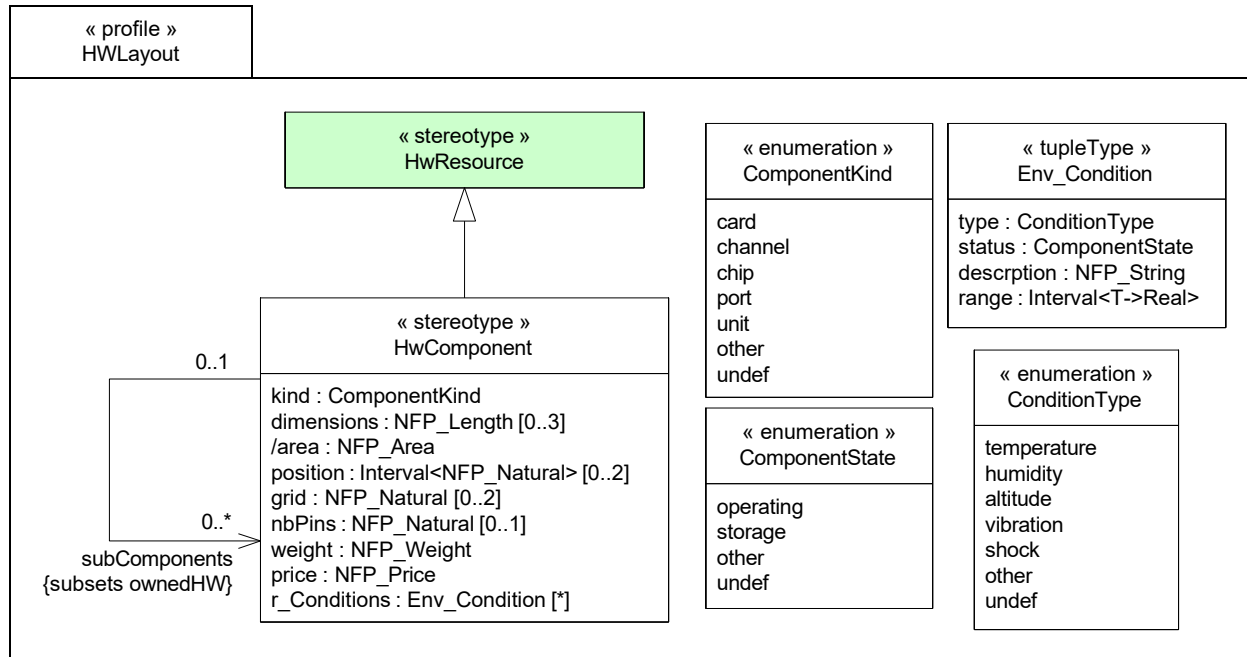 « profile »
HWLayout
« stereotype »
HwResource
« stereotype »
HwComponent
kind : ComponentKind
dimensions : NFP_Length [0..3]
/area : NFP_Area
position : Interval<NFP_Natural> [0..2]
grid : NFP_Natural [0..2]
nbPins : NFP_Natural [0..1]
weight : NFP_Weight
price : NFP_Price
r_Conditions : Env_Condition [*]
0..1
0..*
subComponents
{subsets ownedHW}
« enumeration »
ComponentKind
card
channel
chip
port
unit
other
undef
« enumeration »
ComponentState
operating
storage
other
undef
« tupleType »
Env_Condition
type : ConditionType
status : ComponentState
descrption : NFP_String
range : Interval<T->Real>
« enumeration »
ConditionType
temperature
humidity
altitude
vibration
shock
other
undef